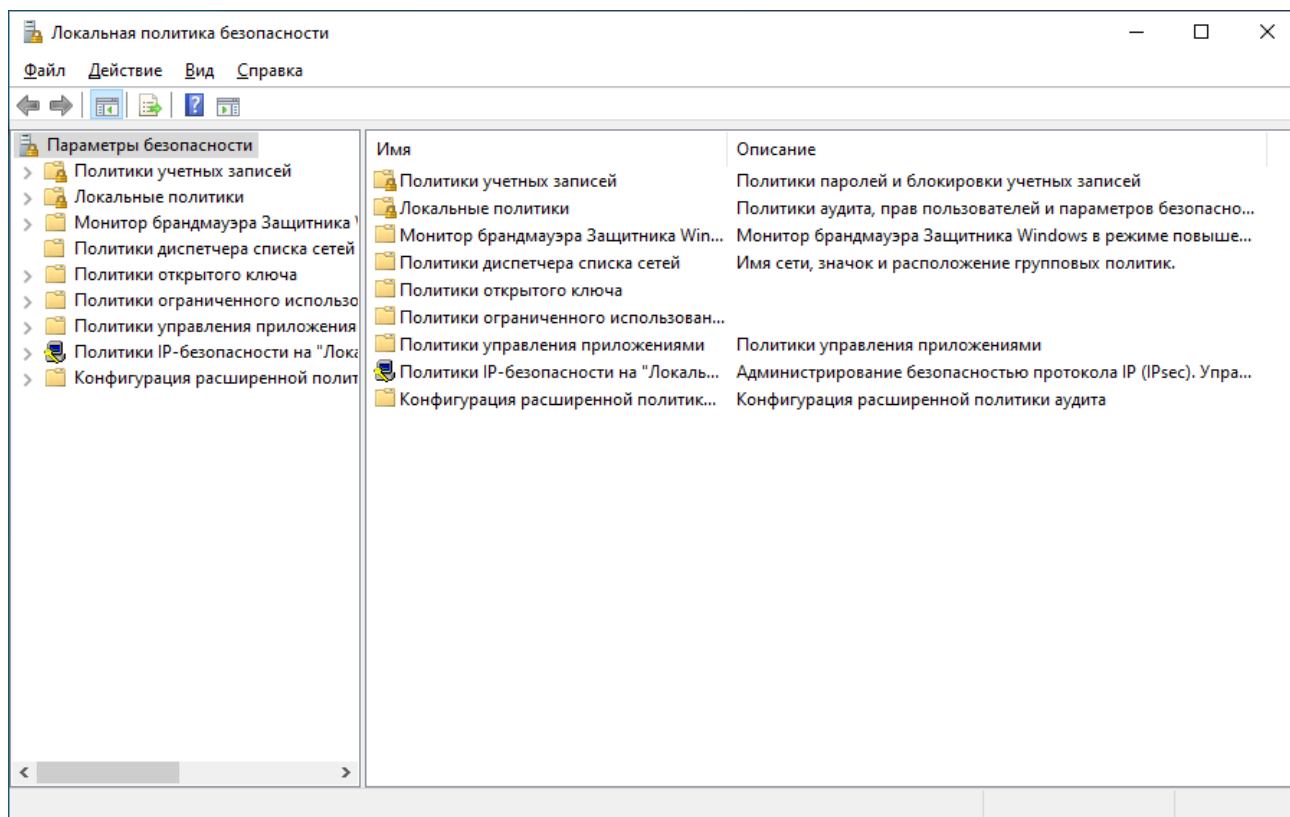 Локальная политика безопасности
Файл Действие Вид Справка
Параметры безопасности
Политики учетных записей
Локальные политики
Монитор брандмауэра Защитника
Политики диспетчера списка сетей
Политики открытого ключа
Политики ограниченного использо
Политики управления приложения
Политики IP-безопасности на "Лока
Конфигурация расширенной полит
Имя Описание
Политики учетных записей Политики паролей и блокировки учетных записей
Локальные политики Политики аудита, прав пользователей и параметров безопасно...
Монитор брандмауэра Защитника Win... Монитор брандмауэра Защитника Windows в режиме повыше...
Политики диспетчера списка сетей Имя сети, значок и расположение групповых политик.
Политики открытого ключа
Политики ограниченного использован...
Политики управления приложениями Политики управления приложениями
Политики IP-безопасности на "Локаль... Администрирование безопасностью протокола IP (IPsec). Упра...
Конфигурация расширенной политик... Конфигурация расширенной политики аудита